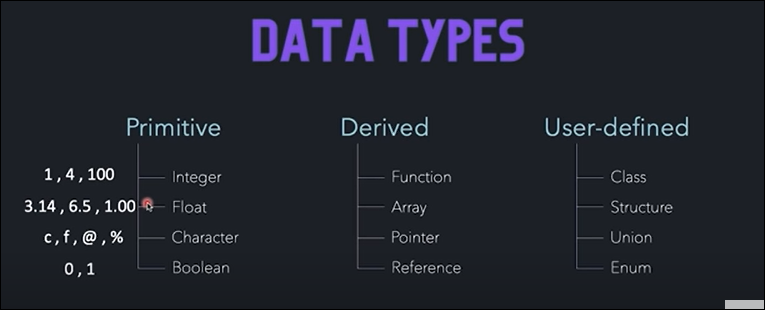 DATA TYPES
Primitive Derived User-defined
1 , 4 , 100 Integer Function Class
3.14 , 6.5 , 1.00 Float Array Structure
c , f , @ , % Character Pointer Union
0 , 1 Boolean Reference Enum